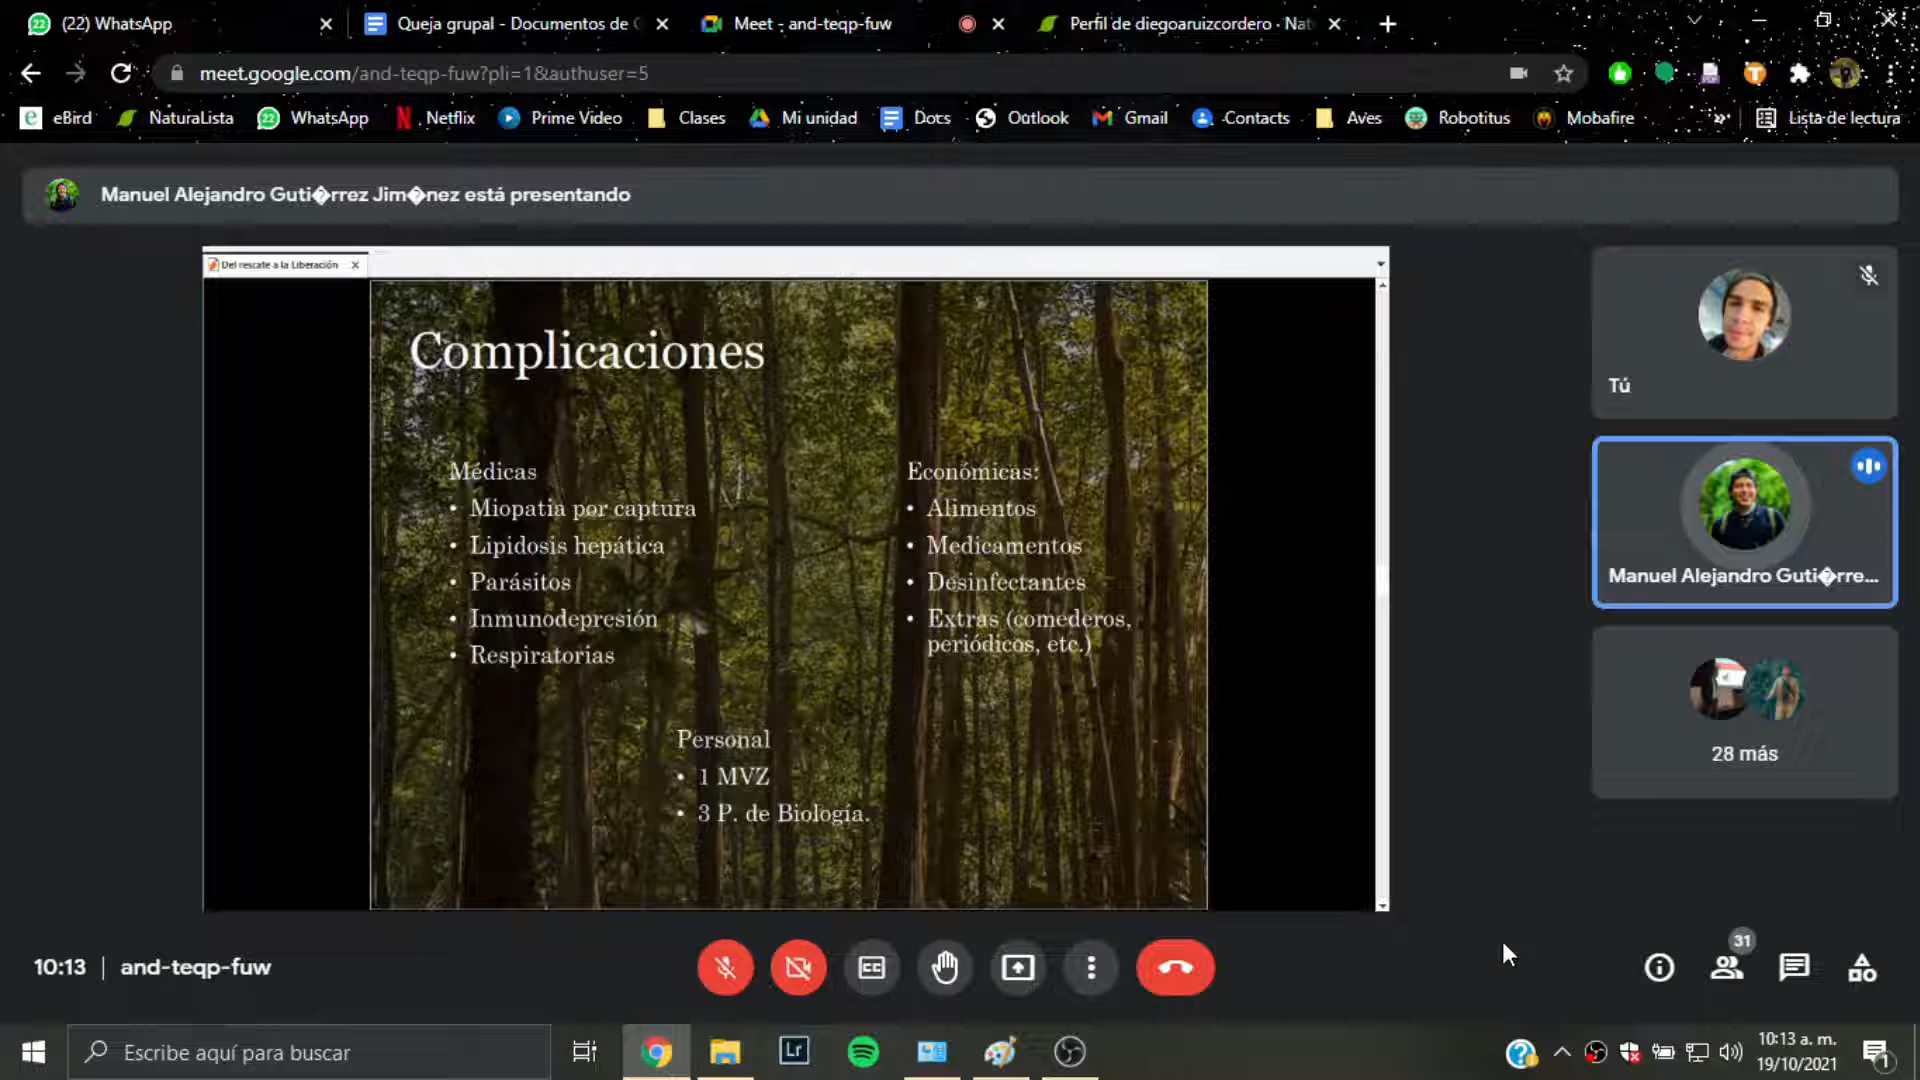 (22) WhatsApp
Queja grupal - Documentos de
Meet - and-teqp-fuw
Perfil de diegoaruizcordero · Nat
meet.google.com/and-teqp-fuw?pli=1&authuser=5
eBird
NaturaLista
WhatsApp
Netflix
Prime Video
Clases
Mi unidad
Docs
Outlook
Gmail
Contacts
Aves
Robotitus
Mobafire
»
Lista de lectura
Manuel Alejandro Guti�rrez Jim�nez está presentando
Del rescate a la Liberación
Complicaciones
Médicas
• Miopatia por captura
• Lipidosis hepática
• Parásitos
• Inmunodepresión
• Respiratorias
Económicas:
• Alimentos
• Medicamentos
• Desinfectantes
• Extras (comederos,
periódicos, etc.)
Personal
• 1 MVZ
• 3 P. de Biología.
Tú
Manuel Alejandro Guti�rre...
28 más
10:13 | and-teqp-fuw
31
Escribe aquí para buscar
Lr
10:13 a. m.
19/10/2021
1